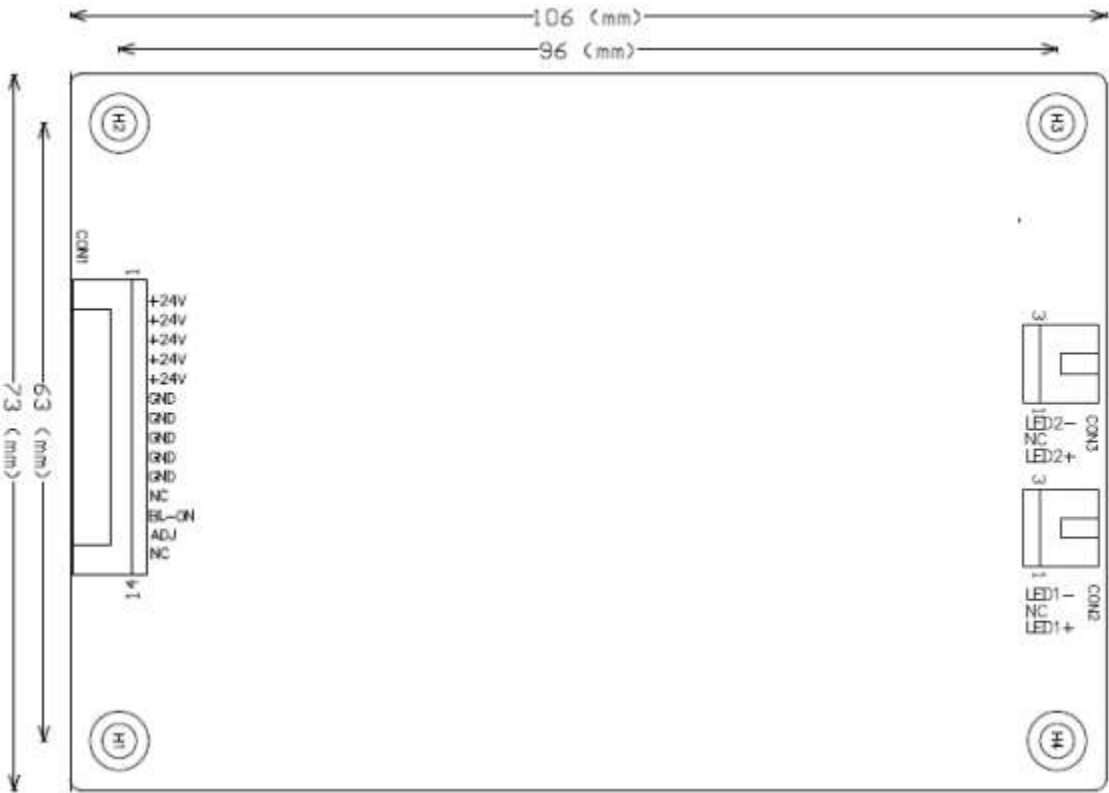 106 (mm)
96 (mm)
H2
H3
CON1
1
+24V
+24V
+24V
+24V
+24V
GND
GND
GND
GND
GND
NC
BL-ON
ADJ
NC
14
73 (mm)
63 (mm)
3
1
LED2-
NC
LED2+
CON3
3
1
LED1-
NC
LED1+
CON2
H1
H4